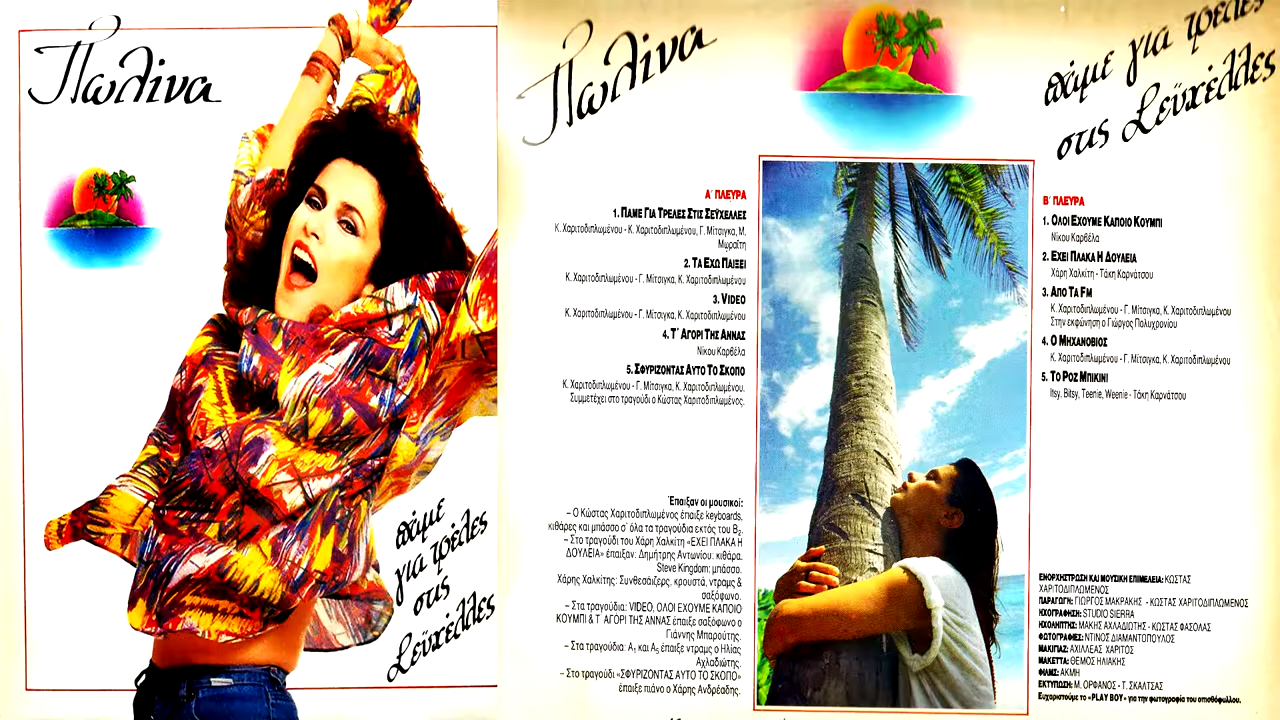 Πωλίνα
πάμε
για τρέλες
στις
Σεϋχέλλες
Πωλίνα
πάμε για τρέλες
στις Σεϋχέλλες
Α΄ ΠΛΕΥΡΑ
1. ΠΑΜΕ ΓΙΑ ΤΡΕΛΕΣ ΣΤΙΣ ΣΕΫΧΕΛΛΕΣ
Κ. Χαριτοδιπλωμένου - Κ. Χαριτοδιπλωμένου, Γ. Μίτσιγκα, Μ.
Μωραΐτη
2. ΤΑ ΕΧΩ ΠΑΙΞΕΙ
Κ. Χαριτοδιπλωμένου - Γ. Μίτσιγκα, Κ. Χαριτοδιπλωμένου
3. VIDEO
Κ. Χαριτοδιπλωμένου - Γ. Μίτσιγκα, Κ. Χαριτοδιπλωμένου
4. Τ΄ ΑΓΟΡΙ ΤΗΣ ΑΝΝΑΣ
Νίκου Καρβέλα
5. ΣΦΥΡΙΖΟΝΤΑΣ ΑΥΤΟ ΤΟ ΣΚΟΠΟ
Κ. Χαριτοδιπλωμένου - Γ. Μίτσιγκα, Κ. Χαριτοδιπλωμένου.
Συμμετέχει στο τραγούδι ο Κώστας Χαριτοδιπλωμένος.
Έπαιξαν οι μουσικοί:
– Ο Κώστας Χαριτοδιπλωμένος έπαιξε keyboards,
κιθάρες και μπάσσο σ΄ όλα τα τραγούδια εκτός του Β2.
– Στο τραγούδι του Χάρη Χαλκίτη «ΕΧΕΙ ΠΛΑΚΑ Η
ΔΟΥΛΕΙΑ» έπαιξαν: Δημήτρης Αντωνίου: κιθάρα.
Steve Kingdom: μπάσσο.
Χάρης Χαλκίτης: Συνθεσάιζερς, κρουστά, ντραμς &
σαξόφωνο.
– Στα τραγούδια: VIDEO, ΟΛΟΙ ΕΧΟΥΜΕ ΚΑΠΟΙΟ
ΚΟΥΜΠΙ & Τ΄ ΑΓΟΡΙ ΤΗΣ ΑΝΝΑΣ έπαιξε σαξόφωνο ο
Γιάννης Μπαρούτης.
– Στα τραγούδια: Α1 και Α5 έπαιξε ντραμς ο Ηλίας
Αχλαδιώτης.
– Στο τραγούδι «ΣΦΥΡΙΖΟΝΤΑΣ ΑΥΤΟ ΤΟ ΣΚΟΠΟ»
έπαιξε πιάνο ο Χάρης Ανδρέαδης.
Β΄ ΠΛΕΥΡΑ
1. ΟΛΟΙ ΕΧΟΥΜΕ ΚΑΠΟΙΟ ΚΟΥΜΠΙ
Νίκου Καρβέλα
2. ΕΧΕΙ ΠΛΑΚΑ Η ΔΟΥΛΕΙΑ
Χάρη Χαλκίτη - Τάκη Καρνάτσου
3. ΑΠΟ ΤΑ FM
Κ. Χαριτοδιπλωμένου - Γ. Μίτσιγκα, Κ. Χαριτοδιπλωμένου
Στην εκφώνηση ο Γιώργος Πολυχρονίου
4. Ο ΜΗΧΑΝΟΒΙΟΣ
Κ. Χαριτοδιπλωμένου - Γ. Μίτσιγκα, Κ. Χαριτοδιπλωμένου
5. ΤΟ ΡΟΖ ΜΠΙΚΙΝΙ
Itsy, Bitsy, Teenie, Weenie - Τάκη Καρνάτσου
ΕΝΟΡΧΗΣΤΡΩΣΗ ΚΑΙ ΜΟΥΣΙΚΗ ΕΠΙΜΕΛΕΙΑ: ΚΩΣΤΑΣ
ΧΑΡΙΤΟΔΙΠΛΩΜΕΝΟΣ
ΠΑΡΑΓΩΓΗ: ΓΙΩΡΓΟΣ ΜΑΚΡΑΚΗΣ - ΚΩΣΤΑΣ ΧΑΡΙΤΟΔΙΠΛΩΜΕΝΟΣ
ΗΧΟΓΡΑΦΗΣΗ: STUDIO SIERRA
ΗΧΟΛΗΠΤΗΣ: ΜΑΚΗΣ ΑΧΛΑΔΙΩΤΗΣ - ΚΩΣΤΑΣ ΦΑΣΟΛΑΣ
ΦΩΤΟΓΡΑΦΙΕΣ: ΝΤΙΝΟΣ ΔΙΑΜΑΝΤΟΠΟΥΛΟΣ
ΜΑΚΙΓΙΑΖ: ΑΧΙΛΛΕΑΣ ΧΑΡΙΤΟΣ
ΜΑΚΕΤΤΑ: ΘΕΜΟΣ ΗΛΙΑΚΗΣ
ΦΙΛΜΣ: ΑΚΜΗ
ΕΚΤΥΠΩΣΗ: Μ. ΟΡΦΑΝΟΣ - Τ. ΣΚΑΛΤΣΑΣ
Ευχαριστούμε το «PLAY BOY» για την φωτογραφία του οπισθόφυλλου.